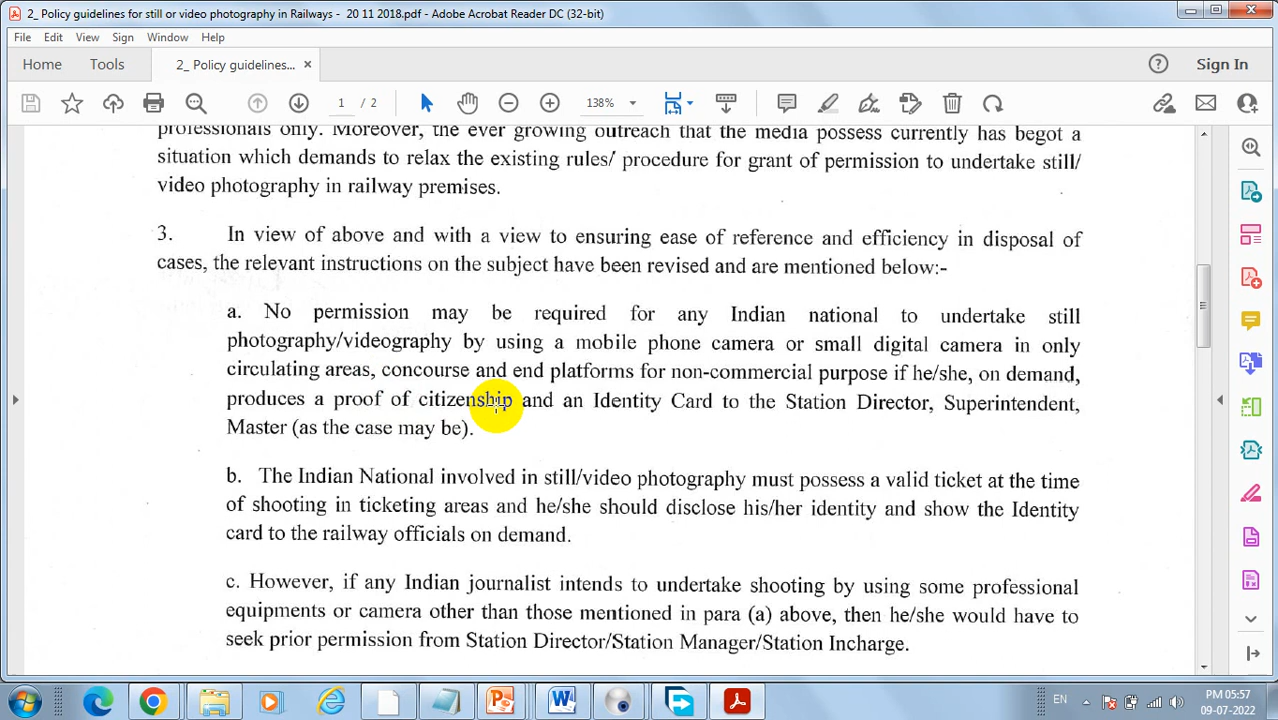 2_ Policy guidelines for still or video photography in Railways - 20 11 2018.pdf - Adobe Acrobat Reader DC (32-bit)
File Edit View Sign Window Help
Home Tools 2_ Policy guidelines... × Sign In
1 / 2 138%
professionals only. Moreover, the ever growing outreach that the media possess currently has begot a
situation which demands to relax the existing rules/ procedure for grant of permission to undertake still/
video photography in railway premises.
3. In view of above and with a view to ensuring ease of reference and efficiency in disposal of
cases, the relevant instructions on the subject have been revised and are mentioned below:-
a. No permission may be required for any Indian national to undertake still
photography/videography by using a mobile phone camera or small digital camera in only
circulating areas, concourse and end platforms for non-commercial purpose if he/she, on demand,
produces a proof of citizenship and an Identity Card to the Station Director, Superintendent,
Master (as the case may be).
b. The Indian National involved in still/video photography must possess a valid ticket at the time
of shooting in ticketing areas and he/she should disclose his/her identity and show the Identity
card to the railway officials on demand.
c. However, if any Indian journalist intends to undertake shooting by using some professional
equipments or camera other than those mentioned in para (a) above, then he/she would have to
seek prior permission from Station Director/Station Manager/Station Incharge.
EN PM 05:57
09-07-2022